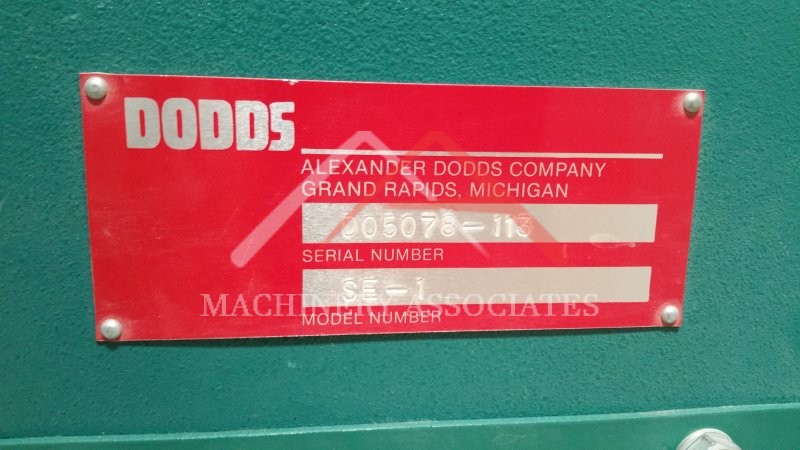 DODDS
ALEXANDER DODDS COMPANY
GRAND RAPIDS, MICHIGAN
005078-113
SERIAL NUMBER
SE-1
MACHINERY ASSOCIATES
MODEL NUMBER